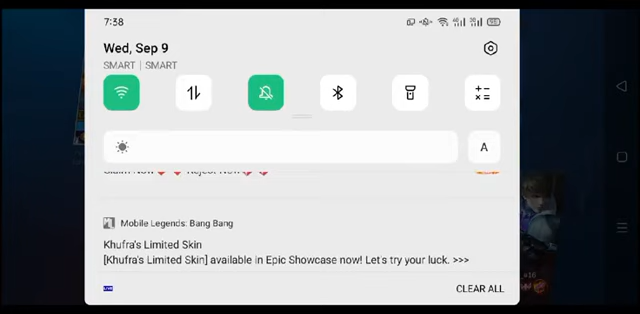 7:38
Wed, Sep 9
SMART | SMART
A
Mobile Legends: Bang Bang
Khufra's Limited Skin
[Khufra's Limited Skin] available in Epic Showcase now! Let's try your luck. >>>
CLEAR ALL